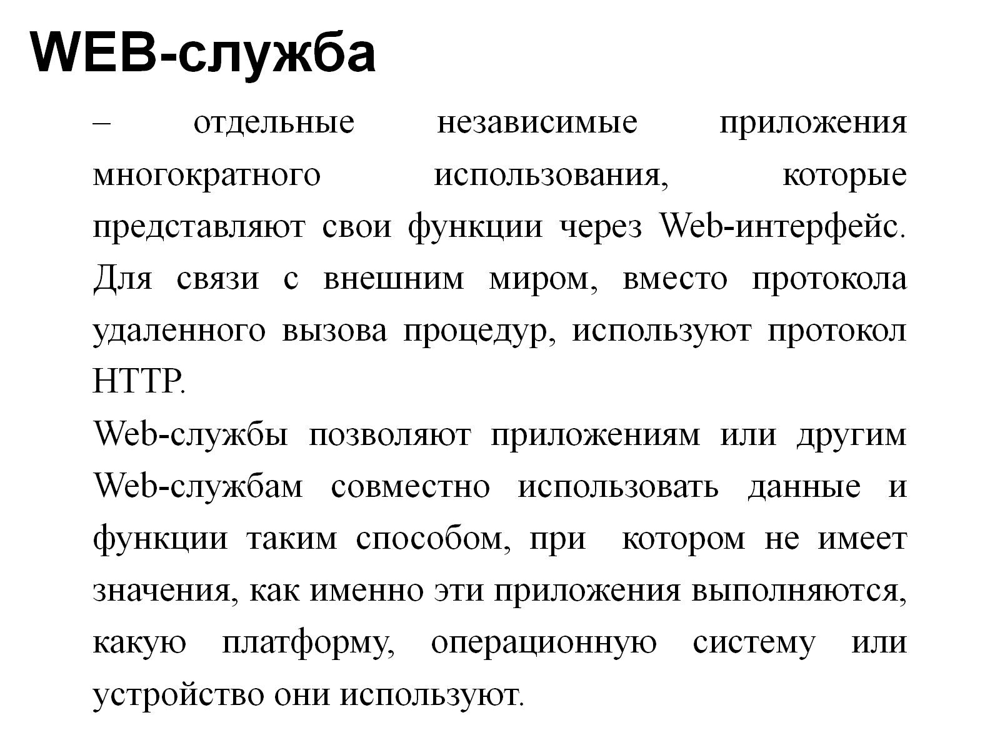 WEB-служба
– отдельные независимые приложения
многократного использования, которые
представляют свои функции через Web-интерфейс.
Для связи с внешним миром, вместо протокола
удаленного вызова процедур, используют протокол
HTTP.
Web-службы позволяют приложениям или другим
Web-службам совместно использовать данные и
функции таким способом, при котором не имеет
значения, как именно эти приложения выполняются,
какую платформу, операционную систему или
устройство они используют.